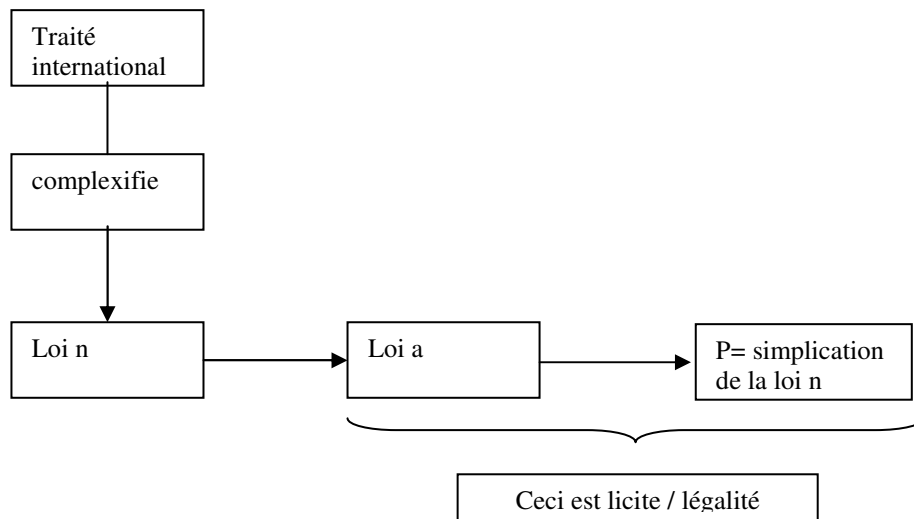 Traité
international
complexifie
Loi n
Loi a
P= simplication
de la loi n
Ceci est licite / légalité